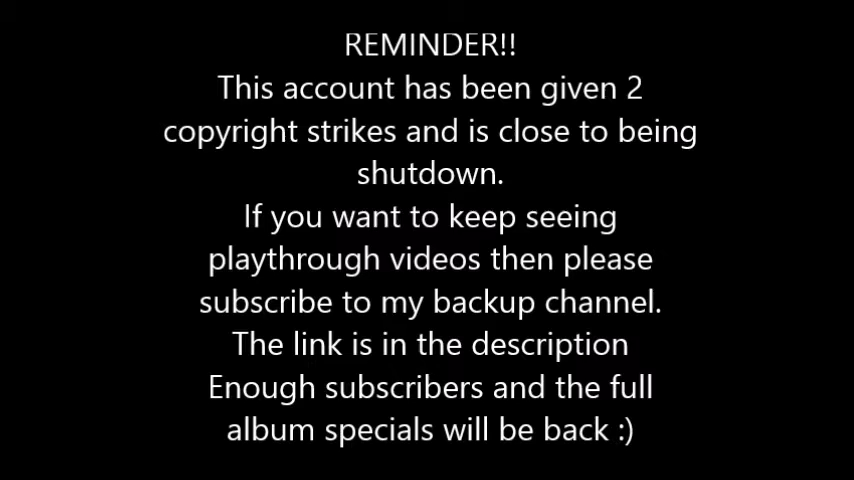 REMINDER!!
This account has been given 2
copyright strikes and is close to being
shutdown.
If you want to keep seeing
playthrough videos then please
subscribe to my backup channel.
The link is in the description
Enough subscribers and the full
album specials will be back :)